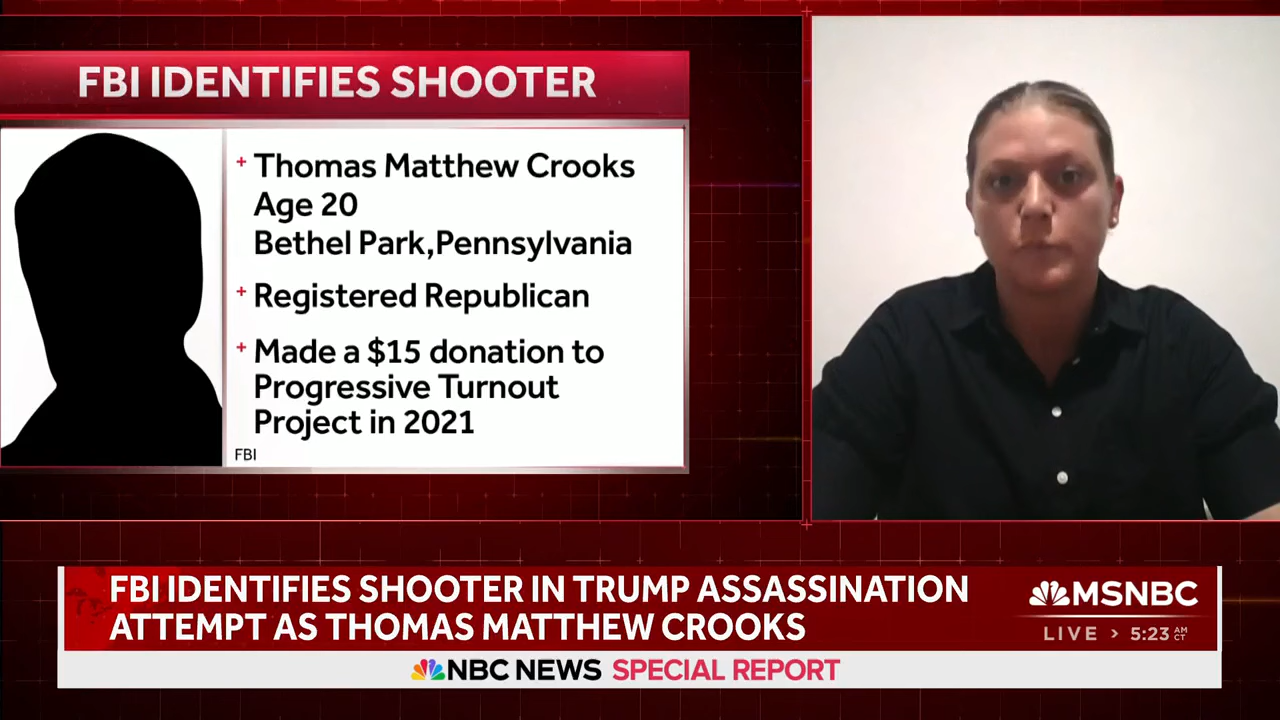 FBI IDENTIFIES SHOOTER
+ Thomas Matthew Crooks
Age 20
Bethel Park,Pennsylvania
+ Registered Republican
+ Made a $15 donation to
Progressive Turnout
Project in 2021
FBI
FBI IDENTIFIES SHOOTER IN TRUMP ASSASSINATION
ATTEMPT AS THOMAS MATTHEW CROOKS
MSNBC
LIVE > 5:23 AM CT
NBC NEWS SPECIAL REPORT